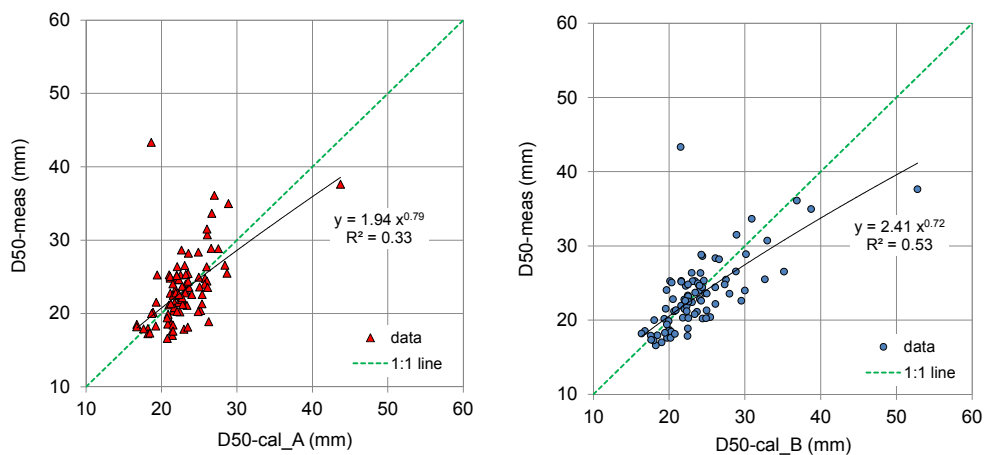 60
50
40
30
20
10
D50-meas (mm)
y = 1.94 x^0.79
R² = 0.33
data
1:1 line
10 20 30 40 50 60
D50-cal_A (mm)
60
50
40
30
20
10
D50-meas (mm)
y = 2.41 x^0.72
R² = 0.53
data
1:1 line
10 20 30 40 50 60
D50-cal_B (mm)